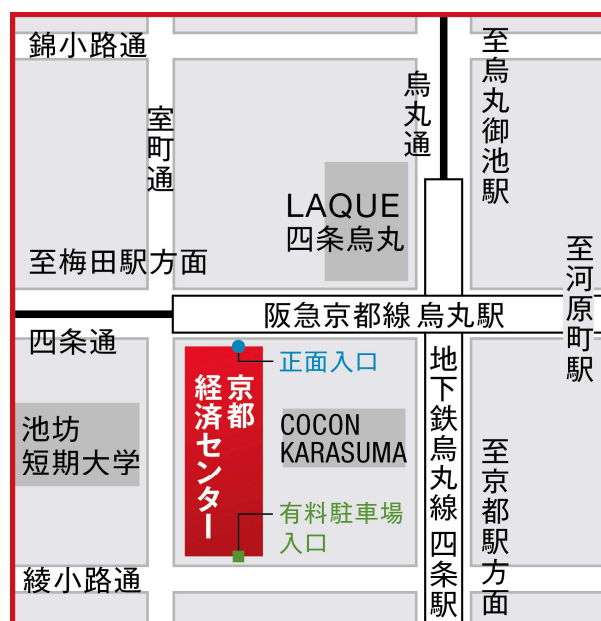 錦小路通
室町通
烏丸通
至烏丸御池駅
LAQUE
四条烏丸
至梅田駅方面
至河原町駅
阪急京都線 烏丸駅
四条通
正面入口
京都
経済センター
地下鉄烏丸線 四条駅
池坊
短期大学
COCON
KARASUMA
至京都駅方面
有料駐車場
入口
綾小路通